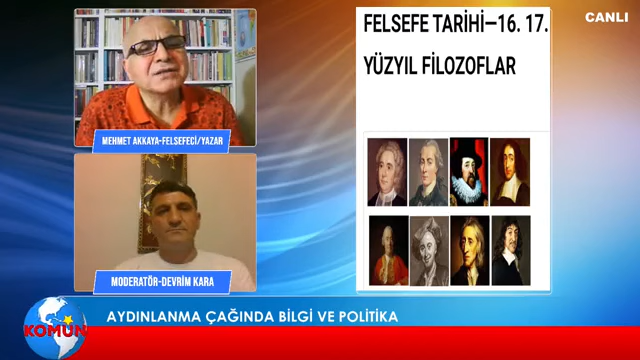 FELSEFE TARİHİ–16. 17.
YÜZYIL FİLOZOFLAR
CANLI
MEHMET AKKAYA-FELSEFECİ/YAZAR
MODERATÖR-DEVRİM KARA
AYDINLANMA ÇAĞINDA BİLGİ VE POLİTİKA
KOMÜN